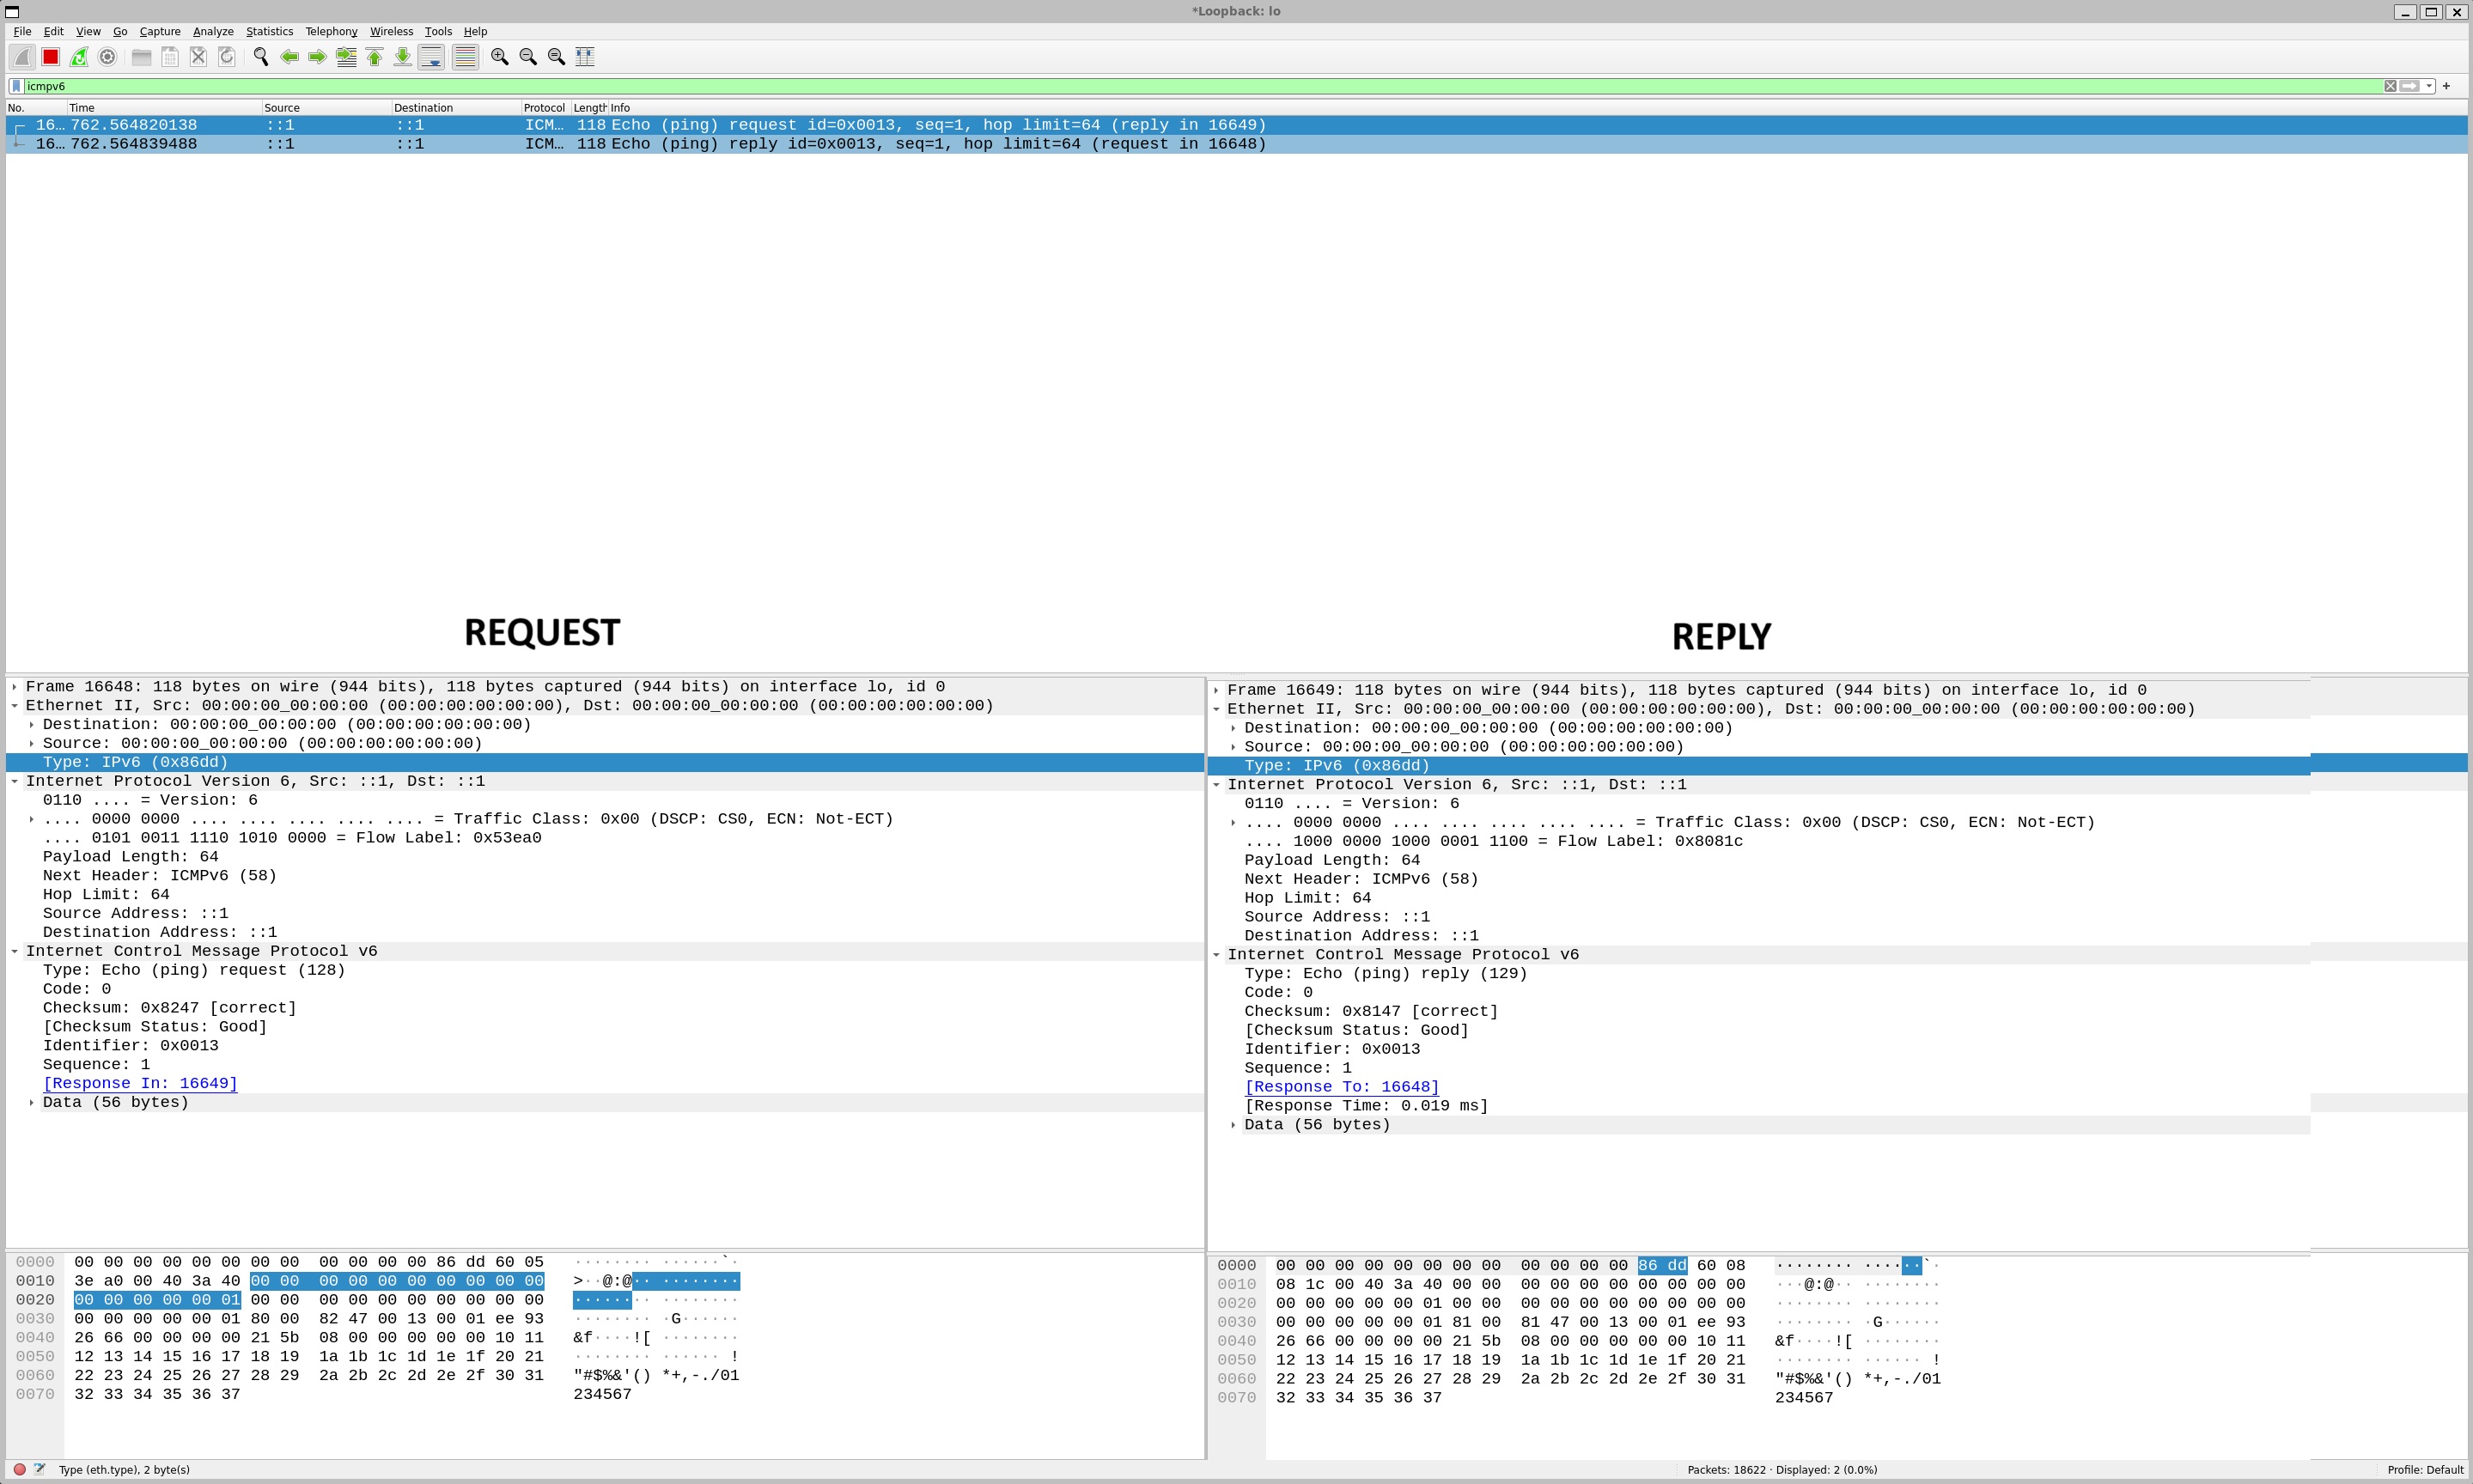 *Loopback: lo
File Edit View Go Capture Analyze Statistics Telephony Wireless Tools Help
icmpv6
+
No. Time Source Destination Protocol Length Info
16… 762.564820138 ::1 ::1 ICM… 118 Echo (ping) request id=0x0013, seq=1, hop limit=64 (reply in 16649)
16… 762.564839488 ::1 ::1 ICM… 118 Echo (ping) reply id=0x0013, seq=1, hop limit=64 (request in 16648)
REQUEST
Frame 16648: 118 bytes on wire (944 bits), 118 bytes captured (944 bits) on interface lo, id 0
Ethernet II, Src: 00:00:00_00:00:00 (00:00:00:00:00:00), Dst: 00:00:00_00:00:00 (00:00:00:00:00:00)
Destination: 00:00:00_00:00:00 (00:00:00:00:00:00)
Source: 00:00:00_00:00:00 (00:00:00:00:00:00)
Type: IPv6 (0x86dd)
Internet Protocol Version 6, Src: ::1, Dst: ::1
0110 .... = Version: 6
.... 0000 0000 .... .... .... .... .... = Traffic Class: 0x00 (DSCP: CS0, ECN: Not-ECT)
.... 0101 0011 1110 1010 0000 = Flow Label: 0x53ea0
Payload Length: 64
Next Header: ICMPv6 (58)
Hop Limit: 64
Source Address: ::1
Destination Address: ::1
Internet Control Message Protocol v6
Type: Echo (ping) request (128)
Code: 0
Checksum: 0x8247 [correct]
[Checksum Status: Good]
Identifier: 0x0013
Sequence: 1
[Response In: 16649]
Data (56 bytes)
0000 00 00 00 00 00 00 00 00 00 00 00 00 86 dd 60 05 ········ ······`·
0010 3e a0 00 40 3a 40 00 00 00 00 00 00 00 00 00 00 >··@:@·· ········
0020 00 00 00 00 00 01 00 00 00 00 00 00 00 00 00 00 ········ ········
0030 00 00 00 00 00 01 80 00 82 47 00 13 00 01 ee 93 ········ ·G······
0040 26 66 00 00 00 00 21 5b 08 00 00 00 00 00 10 11 &f····![ ········
0050 12 13 14 15 16 17 18 19 1a 1b 1c 1d 1e 1f 20 21 ········ ······ !
0060 22 23 24 25 26 27 28 29 2a 2b 2c 2d 2e 2f 30 31 "#$%&'() *+,-./01
0070 32 33 34 35 36 37 234567
REPLY
Frame 16649: 118 bytes on wire (944 bits), 118 bytes captured (944 bits) on interface lo, id 0
Ethernet II, Src: 00:00:00_00:00:00 (00:00:00:00:00:00), Dst: 00:00:00_00:00:00 (00:00:00:00:00:00)
Destination: 00:00:00_00:00:00 (00:00:00:00:00:00)
Source: 00:00:00_00:00:00 (00:00:00:00:00:00)
Type: IPv6 (0x86dd)
Internet Protocol Version 6, Src: ::1, Dst: ::1
0110 .... = Version: 6
.... 0000 0000 .... .... .... .... .... = Traffic Class: 0x00 (DSCP: CS0, ECN: Not-ECT)
.... 1000 0000 1000 0001 1100 = Flow Label: 0x8081c
Payload Length: 64
Next Header: ICMPv6 (58)
Hop Limit: 64
Source Address: ::1
Destination Address: ::1
Internet Control Message Protocol v6
Type: Echo (ping) reply (129)
Code: 0
Checksum: 0x8147 [correct]
[Checksum Status: Good]
Identifier: 0x0013
Sequence: 1
[Response To: 16648]
[Response Time: 0.019 ms]
Data (56 bytes)
0000 00 00 00 00 00 00 00 00 00 00 00 00 86 dd 60 08 ········ ······`·
0010 08 1c 00 40 3a 40 00 00 00 00 00 00 00 00 00 00 ···@:@·· ········
0020 00 00 00 00 00 01 00 00 00 00 00 00 00 00 00 00 ········ ········
0030 00 00 00 00 00 01 81 00 81 47 00 13 00 01 ee 93 ········ ·G······
0040 26 66 00 00 00 00 21 5b 08 00 00 00 00 00 10 11 &f····![ ········
0050 12 13 14 15 16 17 18 19 1a 1b 1c 1d 1e 1f 20 21 ········ ······ !
0060 22 23 24 25 26 27 28 29 2a 2b 2c 2d 2e 2f 30 31 "#$%&'() *+,-./01
0070 32 33 34 35 36 37 234567
Type (eth.type), 2 byte(s)
Packets: 18622 · Displayed: 2 (0.0%)
Profile: Default